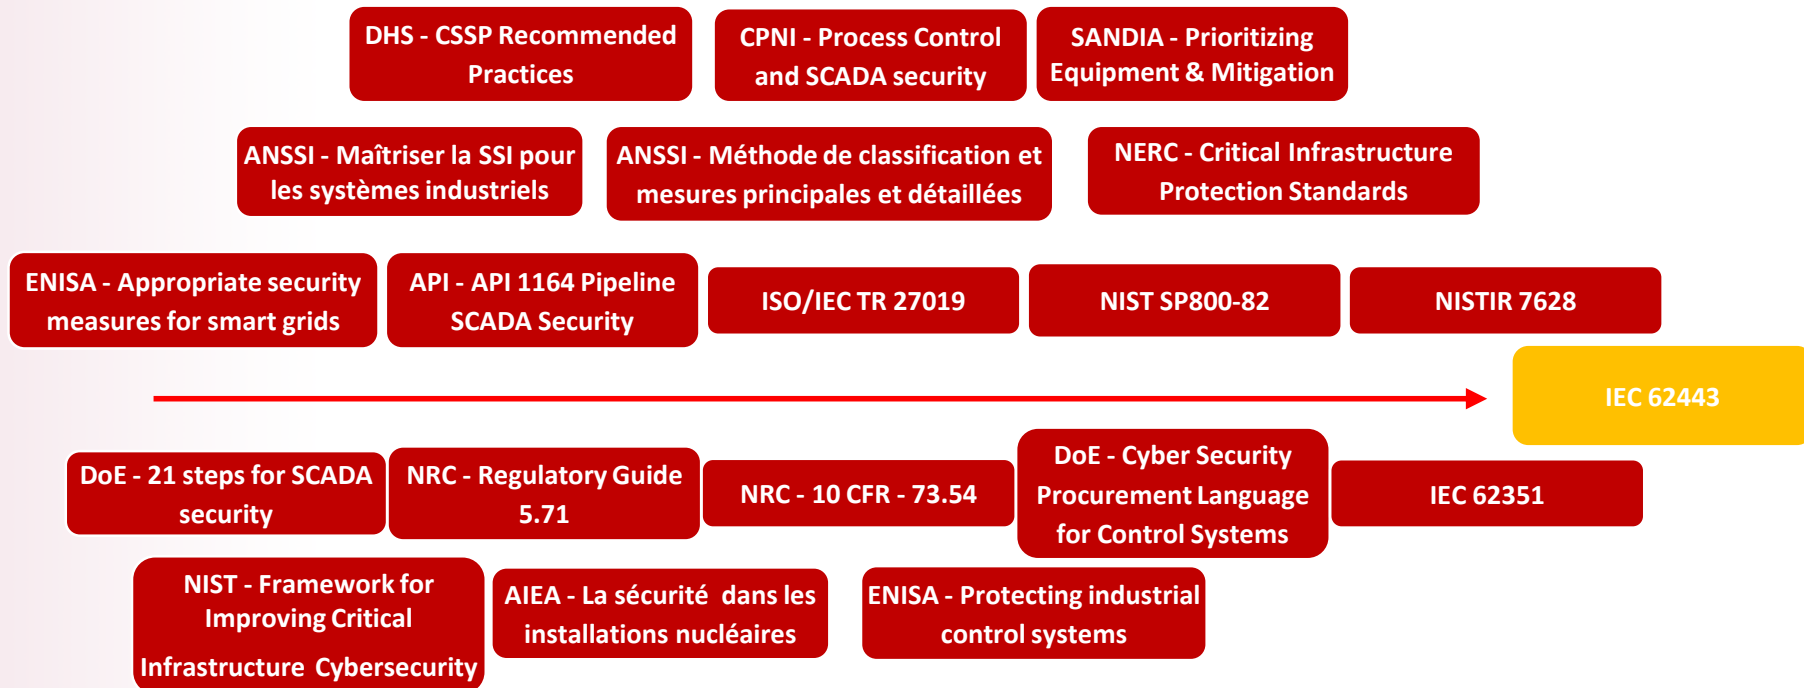 DHS - CSSP Recommended
Practices
CPNI - Process Control
and SCADA security
SANDIA - Prioritizing
Equipment & Mitigation
ANSSI - Maîtriser la SSI pour
les systèmes industriels
ANSSI - Méthode de classification et
mesures principales et détaillées
NERC - Critical Infrastructure
Protection Standards
ENISA - Appropriate security
measures for smart grids
API - API 1164 Pipeline
SCADA Security
ISO/IEC TR 27019
NIST SP800-82
NISTIR 7628
IEC 62443
DoE - 21 steps for SCADA
security
NRC - Regulatory Guide
5.71
NRC - 10 CFR - 73.54
DoE - Cyber Security
Procurement Language
for Control Systems
IEC 62351
NIST - Framework for
Improving Critical
Infrastructure Cybersecurity
AIEA - La sécurité dans les
installations nucléaires
ENISA - Protecting industrial
control systems